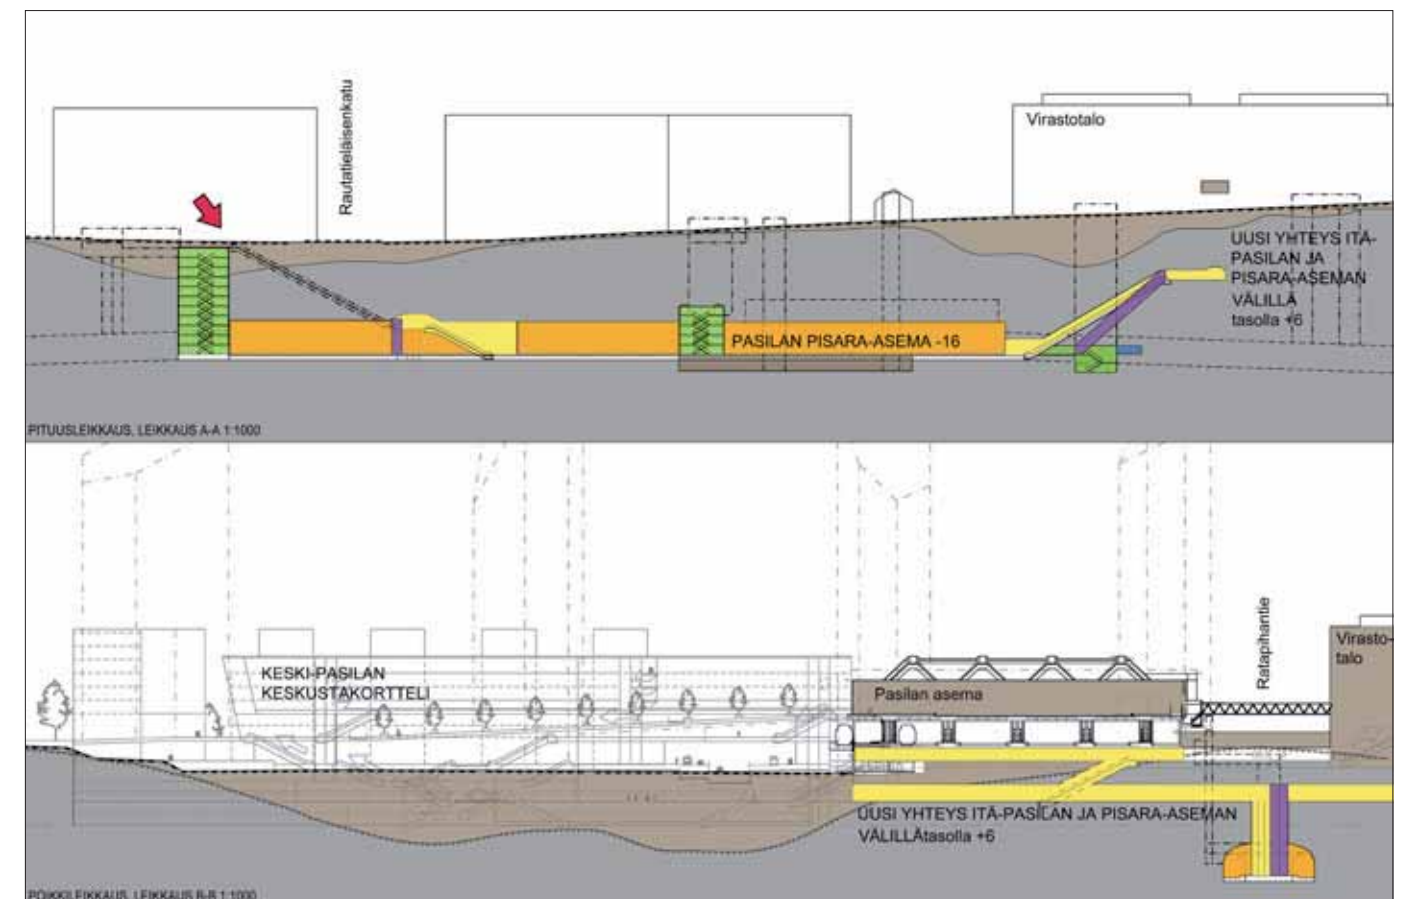 Rautatieläisenkatu
Virastotalo
UUSI YHTEYS ITÄ-
PASILAN JA
PISARA-ASEMAN
VÄLILLÄ
tasolla +6
PASILAN PISARA-ASEMA -16
PITUUSLEIKKAUS, LEIKKAUS A-A 1:1000
KESKI-PASILAN
KESKUSTAKORTTELI
Pasilan asema
Ratapihantie
Virasto-
talo
UUSI YHTEYS ITÄ-PASILAN JA PISARA-ASEMAN
VÄLILLÄtasolla +6
POIKKILEIKKAUS, LEIKKAUS B-B 1:1000